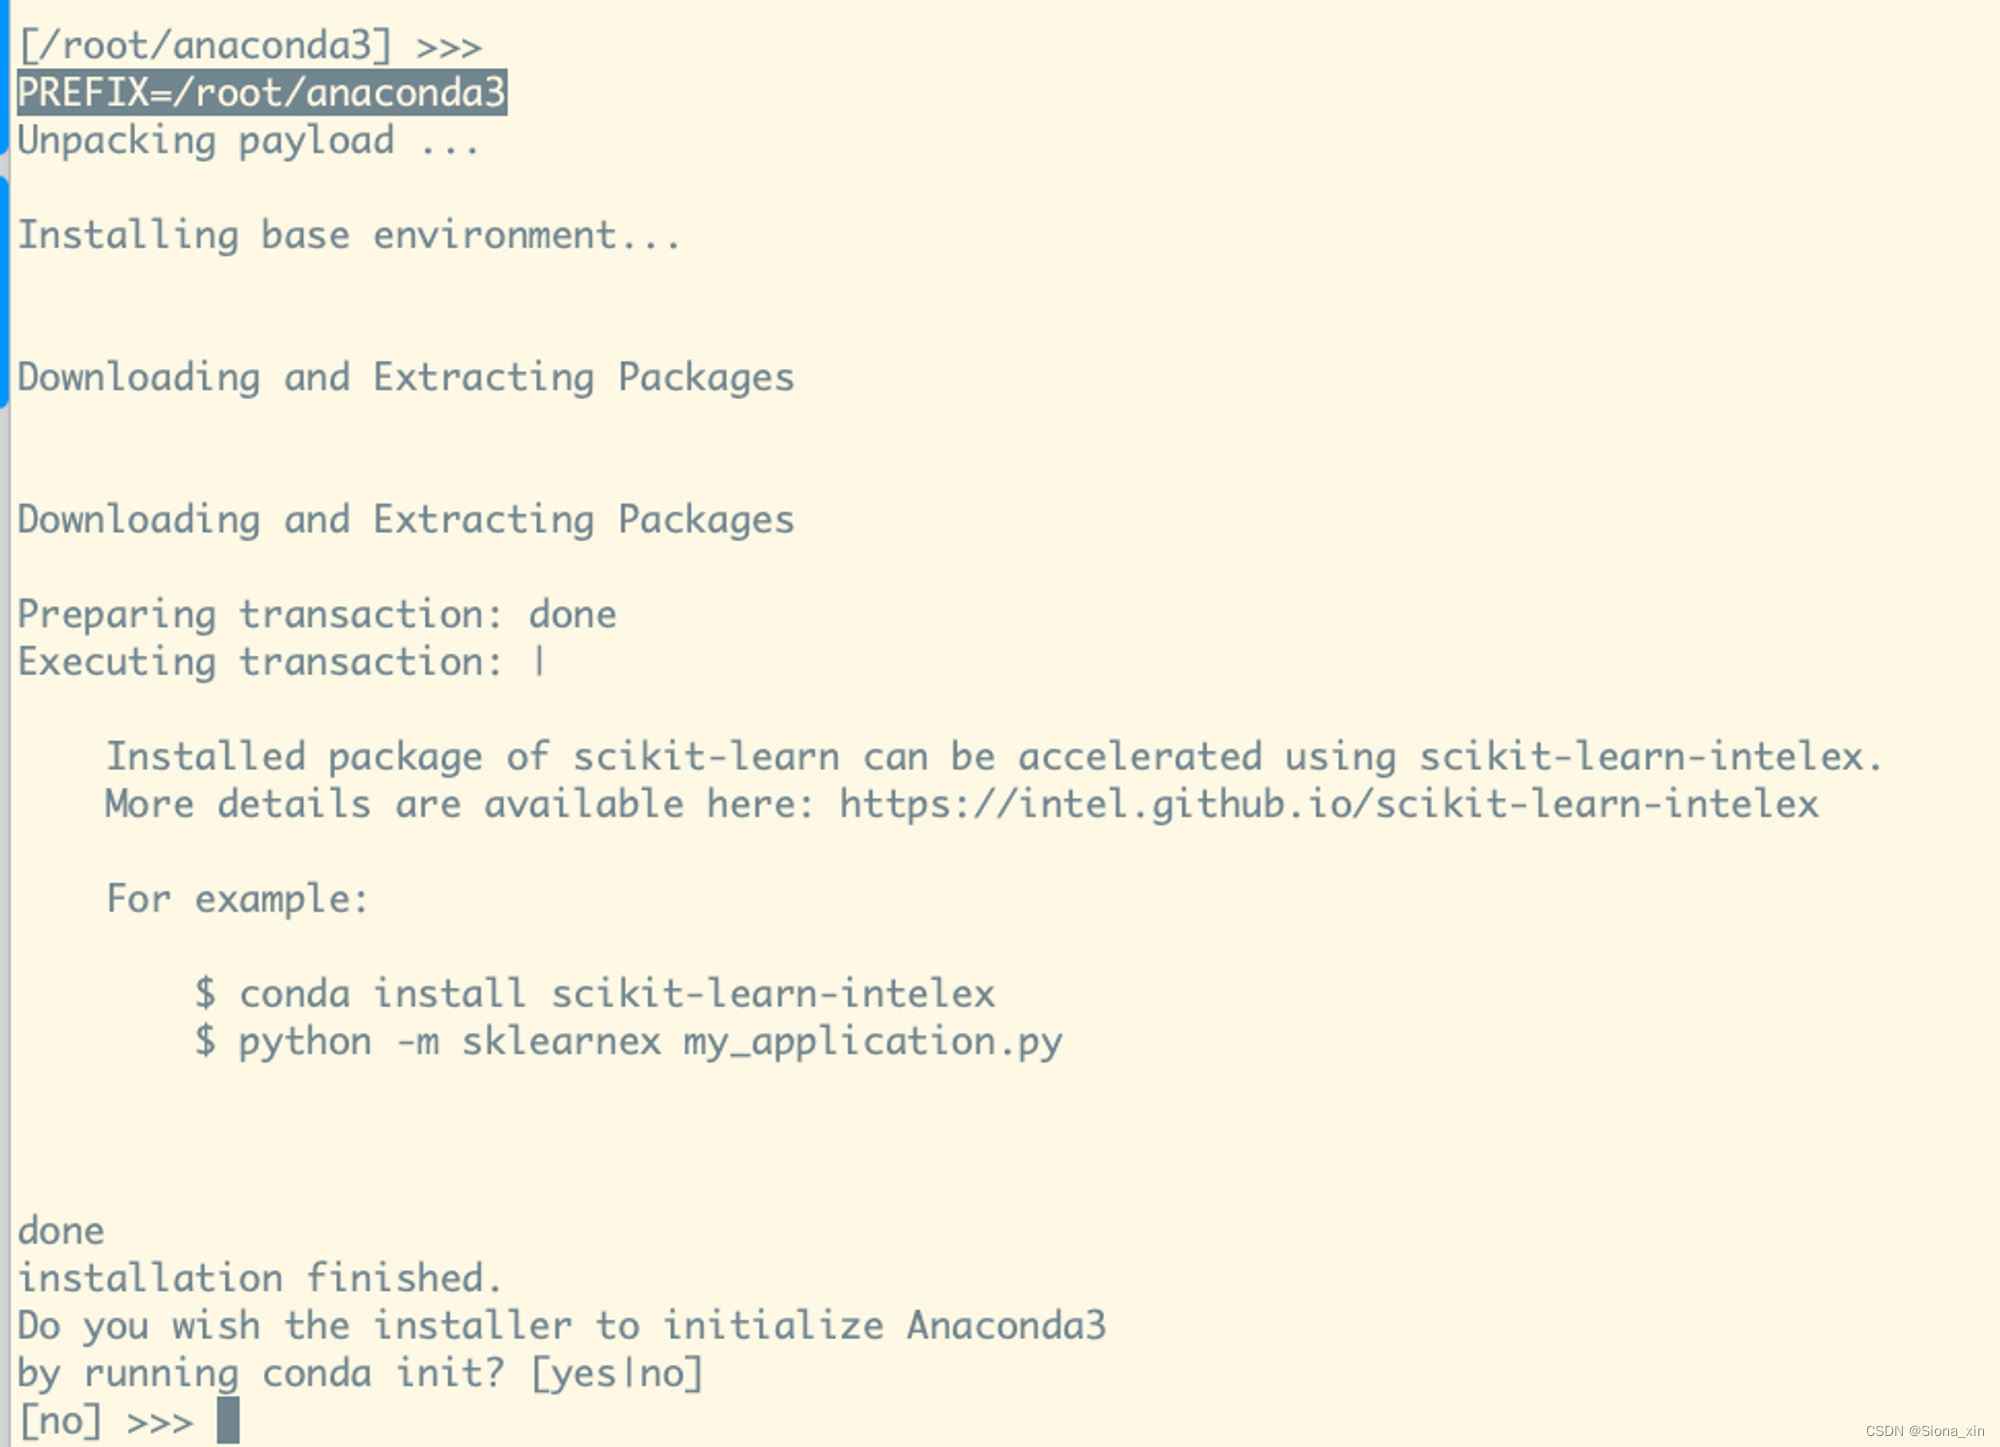 [/root/anaconda3] >>>
PREFIX=/root/anaconda3
Unpacking payload ...
Installing base environment...
Downloading and Extracting Packages
Downloading and Extracting Packages
Preparing transaction: done
Executing transaction: |
Installed package of scikit-learn can be accelerated using scikit-learn-intelex.
More details are available here: https://intel.github.io/scikit-learn-intelex
For example:
$ conda install scikit-learn-intelex
$ python -m sklearnex my_application.py
done
installation finished.
Do you wish the installer to initialize Anaconda3
by running conda init? [yes|no]
[no] >>>
CSDN @Siona_xin